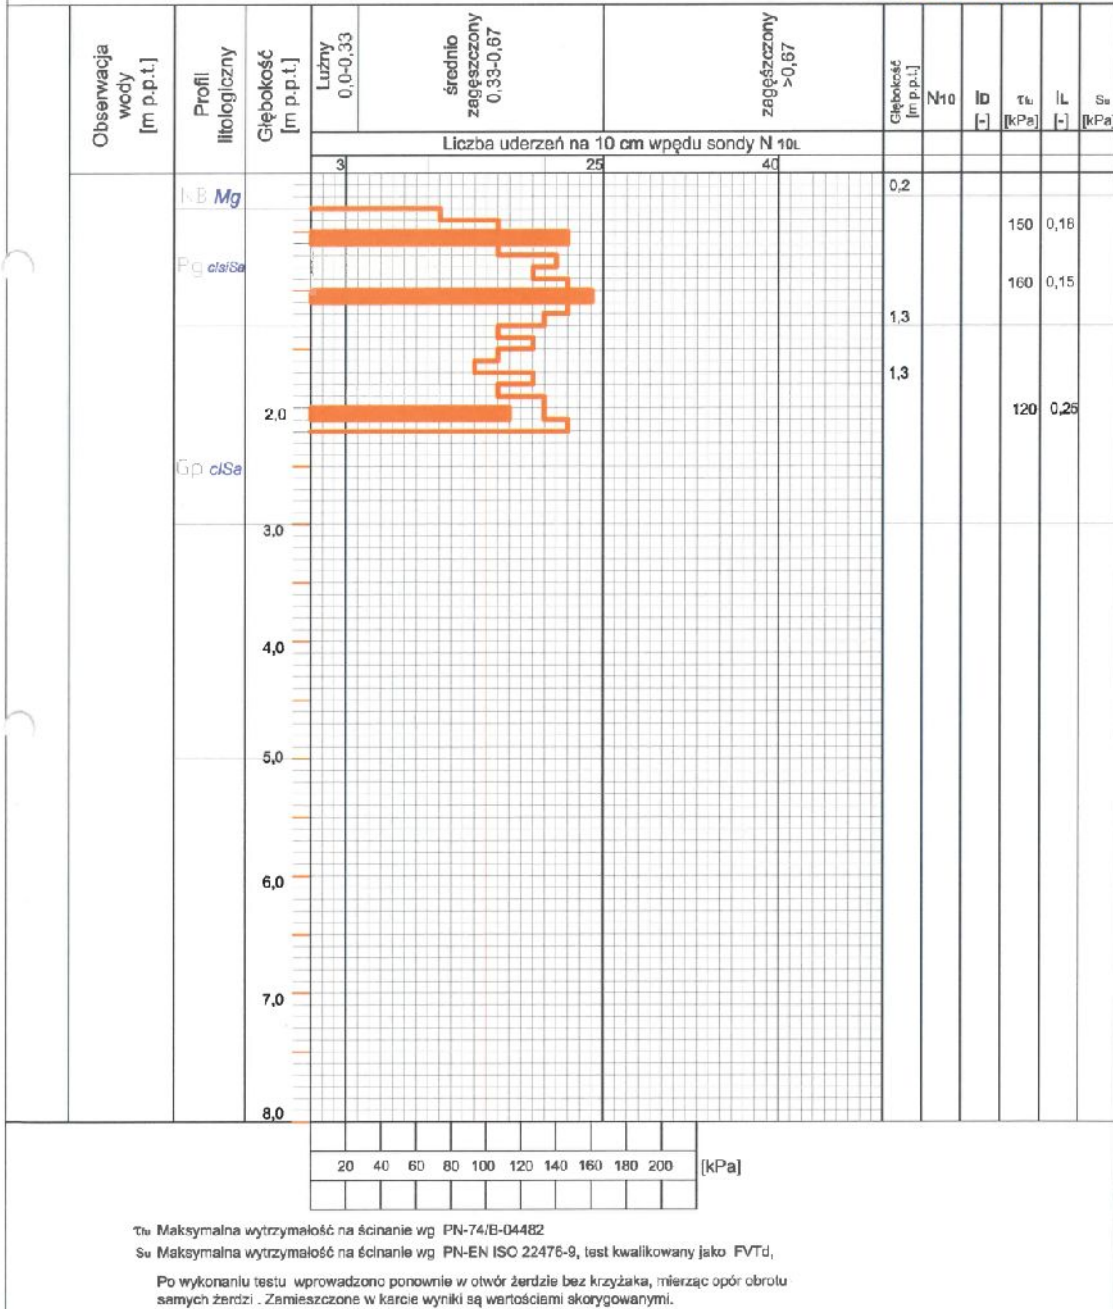 Obserwacja
wody
[m p.p.t.]
Profil
litologiczny
Głębokość
[m p.p.t.]
Luźny
0,0-0,33
średnio
zagęszczony
0,33-0,67
zagęszczony
>0,67
Głębokość
[m p.p.t.]
N10
ID
[-]
τfu
[kPa]
IL
[-]
Su
[kPa]
Liczba uderzeń na 10 cm wpędu sondy N 10L
3 25 40
Mg 0,2
150 0,16
Pg clsiSa
160 0,15
1,3
1,3
2,0 120 0,25
Gp clSa
3,0
4,0
5,0
6,0
7,0
8,0
20 40 60 80 100 120 140 160 180 200 [kPa]
τfu Maksymalna wytrzymałość na ścinanie wg PN-74/B-04482
Su Maksymalna wytrzymałość na ścinanie wg PN-EN ISO 22476-9, test kwalikowany jako FVTd,
Po wykonaniu testu wprowadzono ponownie w otwór żerdzie bez krzyżaka, mierząc opór obrotu
samych żerdzi . Zamieszczone w karcie wyniki są wartościami skorygowanymi.